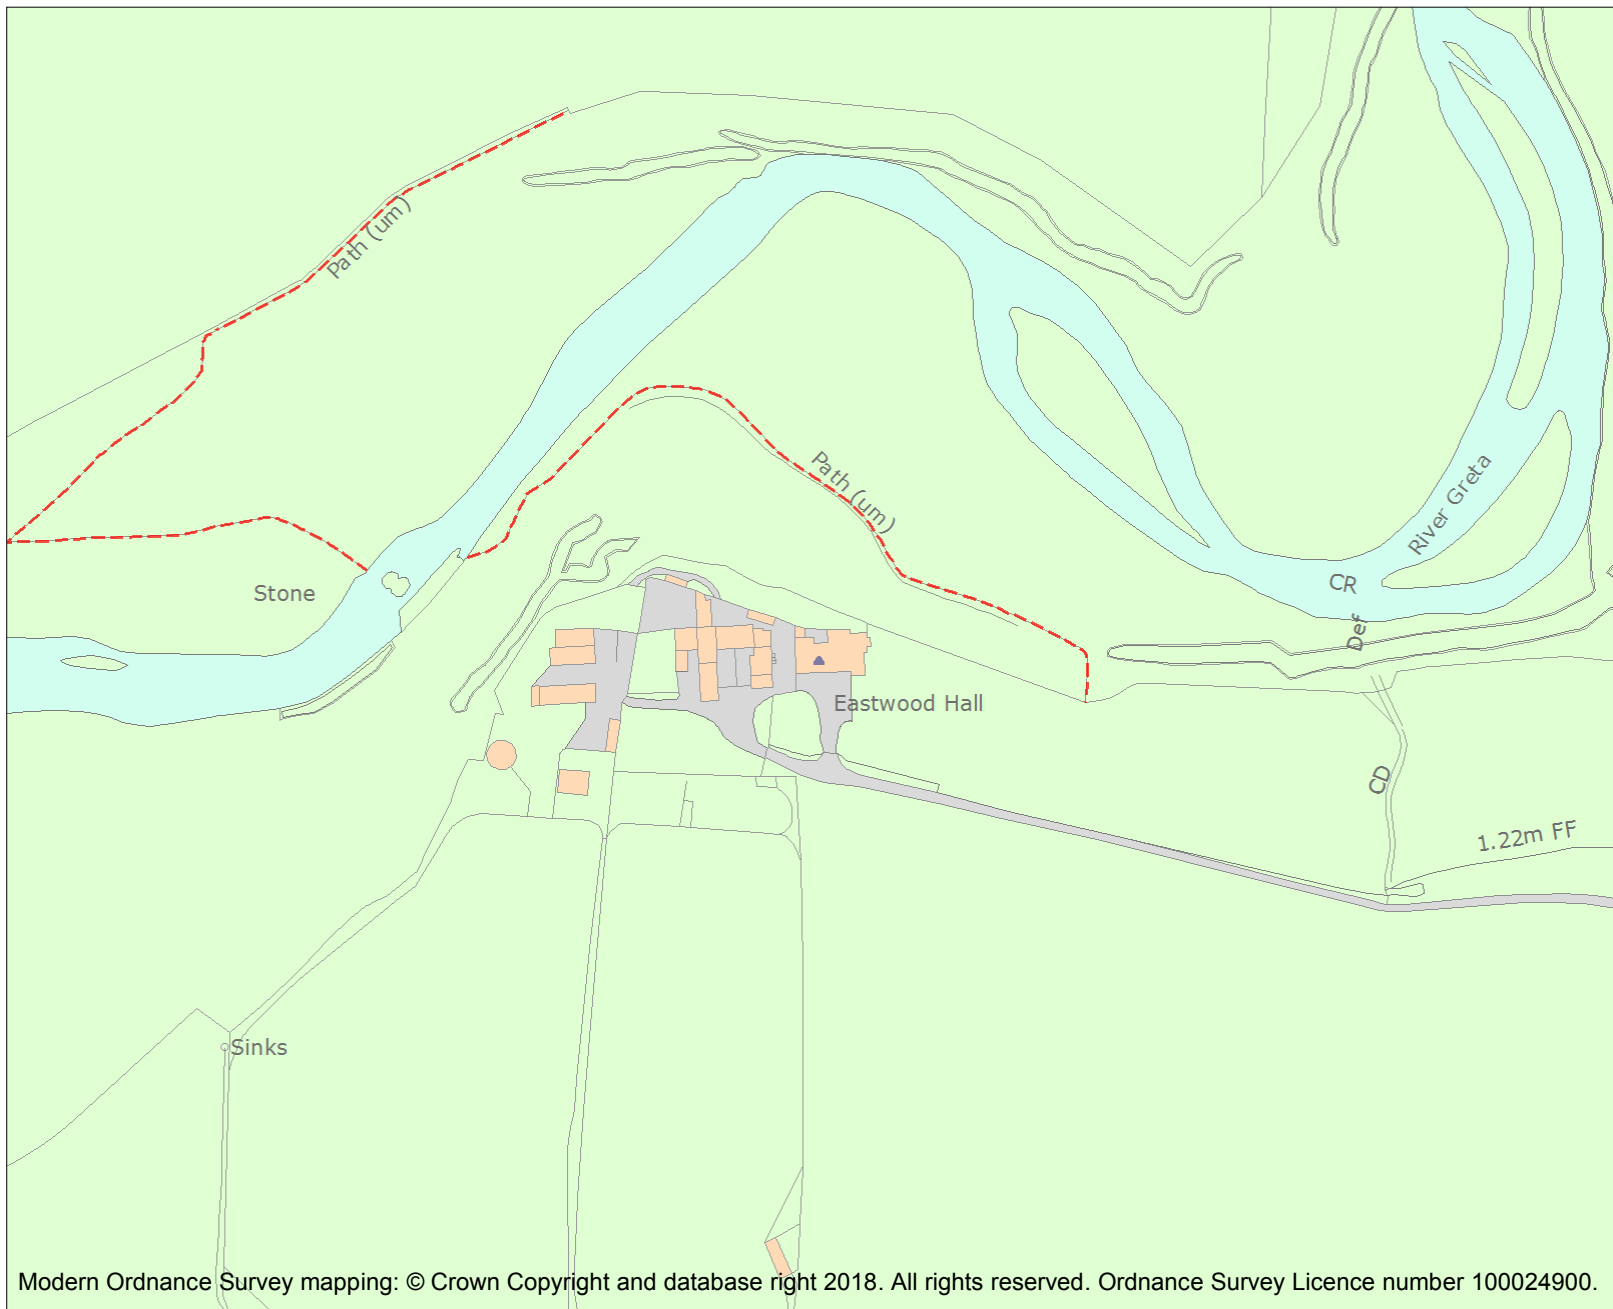 Path (um)
Path (um)
River Greta
CR
Stone
Def
Eastwood Hall
CD
1.22m FF
Sinks
Modern Ordnance Survey mapping: © Crown Copyright and database right 2018. All rights reserved. Ordnance Survey Licence number 100024900.